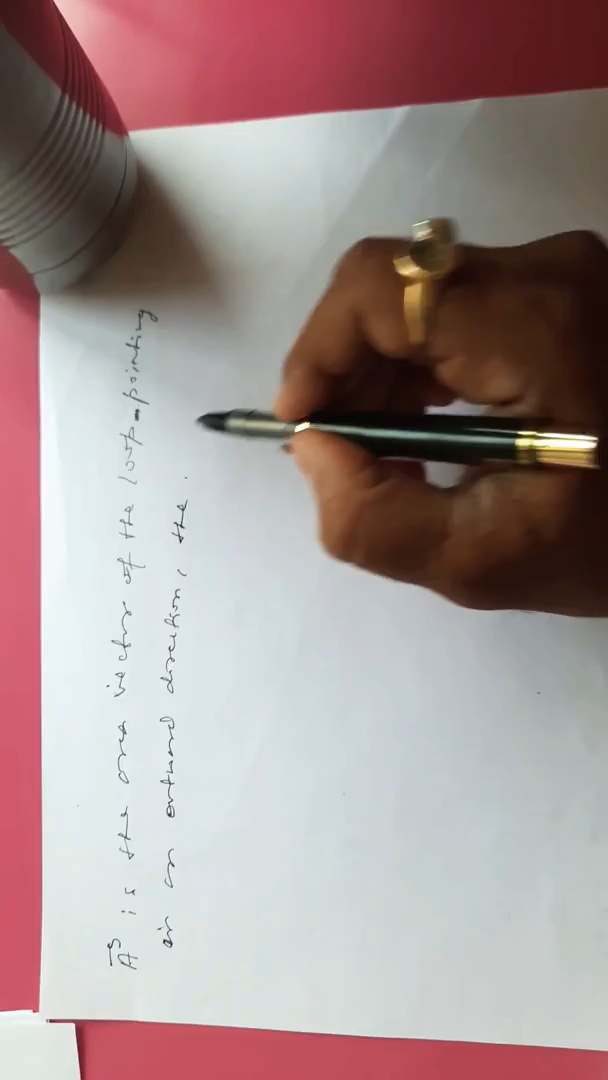 A⃗ is the area vector of the loop pointing
in an outward direction, the.